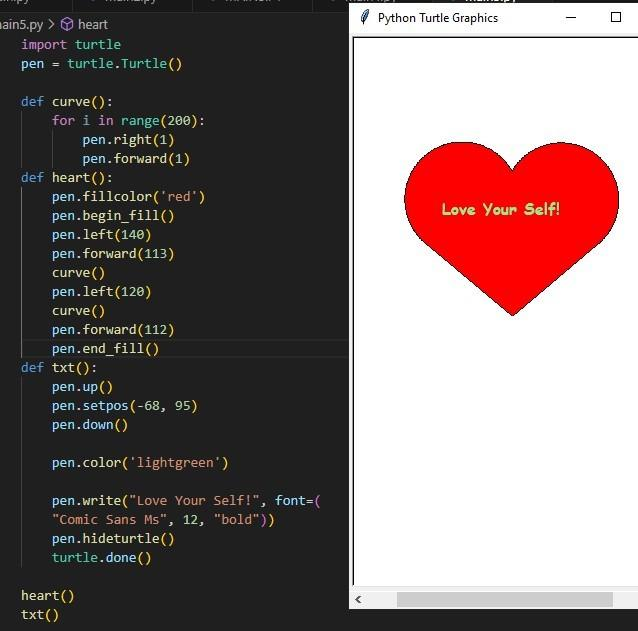 ain5.py > heart
import turtle
pen = turtle.Turtle()
def curve():
for i in range(200):
pen.right(1)
pen.forward(1)
def heart():
pen.fillcolor('red')
pen.begin_fill()
pen.left(140)
pen.forward(113)
curve()
pen.left(120)
curve()
pen.forward(112)
pen.end_fill()
def txt():
pen.up()
pen.setpos(-68, 95)
pen.down()
pen.color('lightgreen')
pen.write("Love Your Self!", font=(
"Comic Sans Ms", 12, "bold"))
pen.hideturtle()
turtle.done()
heart()
txt()
Python Turtle Graphics
Love Your Self!